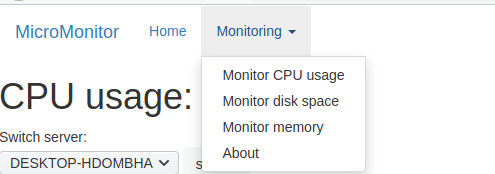 MicroMonitor Home Monitoring
Monitor CPU usage
Monitor disk space
Monitor memory
About
CPU usage:
Switch server:
DESKTOP-HDOMBHA s